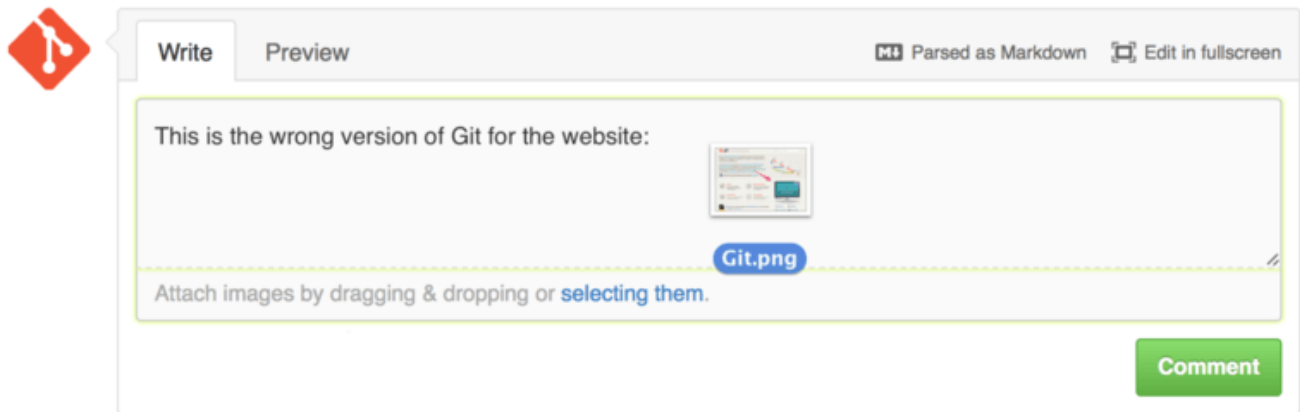 Write Preview Parsed as Markdown Edit in fullscreen
This is the wrong version of Git for the website:
Git.png
Attach images by dragging & dropping or selecting them.
Comment